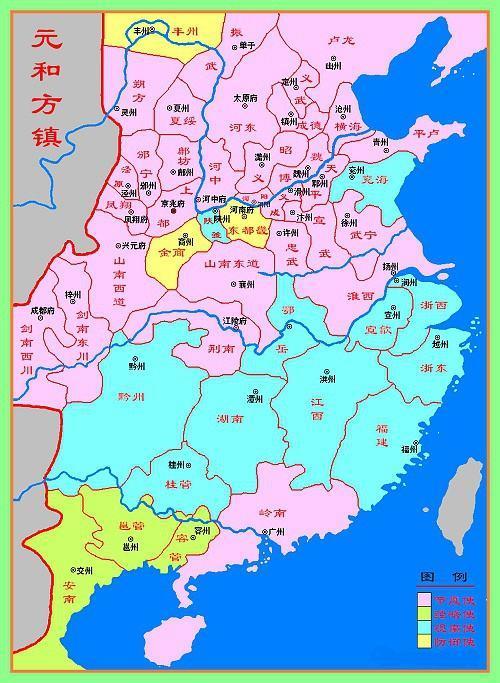 元和方镇
丰州
丰州
振
单于
武
卢龙
幽州
朔方
灵州
夏州
夏绥
太原府
河东
定州
义武
镇州
成德
沧州
横海
青州
平卢
邠宁
邠州
鄜坊
鄜州
泾原
泾州
凤翔
凤翔府
上都
京兆府
河中
河中府
潞州
昭义
魏州
魏博
滑州
郓州
天平
兖州
兖海
陕州
陕虢
河南府
东都畿
汴州
宣武
徐州
武宁
许州
忠武
商州
金商
兴元府
山南西道
山南东道
襄州
扬州
润州
淮西
宣州
宣歙
浙西
越州
浙东
成都府
剑南西川
梓州
剑南东川
江陵府
荆南
鄂岳
黔州
黔州
潭州
湖南
洪州
江西
福建
福州
桂州
桂管
岭南
广州
邕管
邕州
容州
容管
交州
安南
图 例
节度使
经略使
观察使
防御使